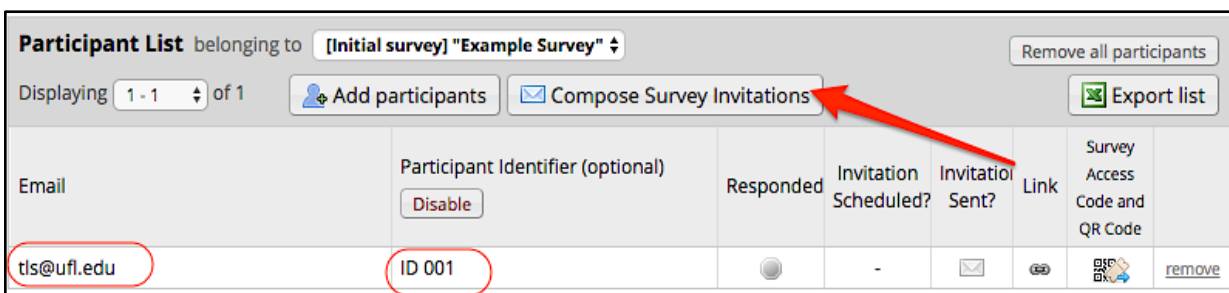 Participant List belonging to [Initial survey] "Example Survey"
Remove all participants
Displaying 1 - 1 of 1
Add participants
Compose Survey Invitations
Export list
Email
Participant Identifier (optional)
Disable
Responded
Invitation
Scheduled?
Invitation
Sent?
Link
Survey
Access
Code and
QR Code
tls@ufl.edu
ID 001
-
remove